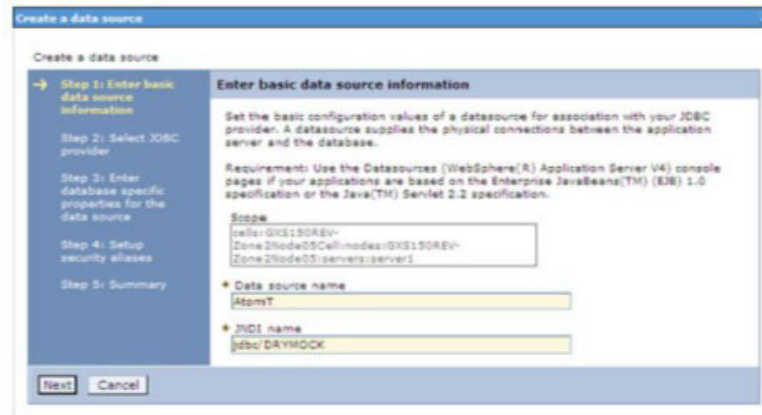 Create a data source
Create a data source
Step 1: Enter basic
data source
information
Step 2: Select JDBC
provider
Step 3: Enter
database specific
properties for the
data source
Step 4: Setup
security aliases
Step 5: Summary
Enter basic data source information
Set the basic configuration values of a datasource for association with your JDBC
provider. A datasource supplies the physical connections between the application
server and the database.
Requirement: Use the Datasources (WebSphere(R) Application Server V4) console
pages if your applications are based on the Enterprise JavaBeans(TM) (EJB) 1.0
specification or the Java(TM) Servlet 2.2 specification.
Scope
cells:GXS150REV-
Zone2Node05Cell:nodes:GXS150REV-
Zone2Node05:servers:server1
* Data source name
AtomT
* JNDI name
jdbc/DRYMOCK
Next Cancel